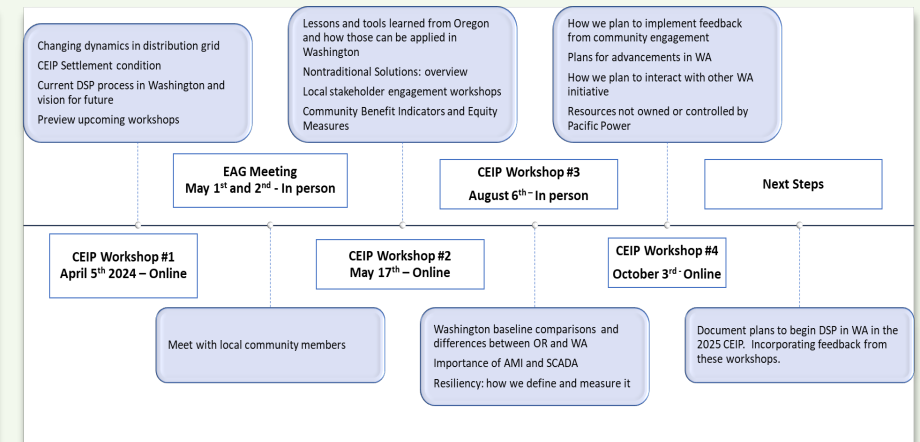 Changing dynamics in distribution grid
CEIP Settlement condition
Current DSP process in Washington and
vision for future
Preview upcoming workshops
Lessons and tools learned from Oregon
and how those can be applied in
Washington
Nontraditional Solutions: overview
Local stakeholder engagement workshops
Community Benefit Indicators and Equity
Measures
How we plan to implement feedback
from community engagement
Plans for advancements in WA
How we plan to interact with other WA
initiative
Resources not owned or controlled by
Pacific Power
EAG Meeting
May 1st and 2nd - In person
CEIP Workshop #3
August 6th – In person
Next Steps
CEIP Workshop #1
April 5th 2024 – Online
CEIP Workshop #2
May 17th – Online
CEIP Workshop #4
October 3rd - Online
Meet with local community members
Washington baseline comparisons and
differences between OR and WA
Importance of AMI and SCADA
Resiliency: how we define and measure it
Document plans to begin DSP in WA in the
2025 CEIP. Incorporating feedback from
these workshops.